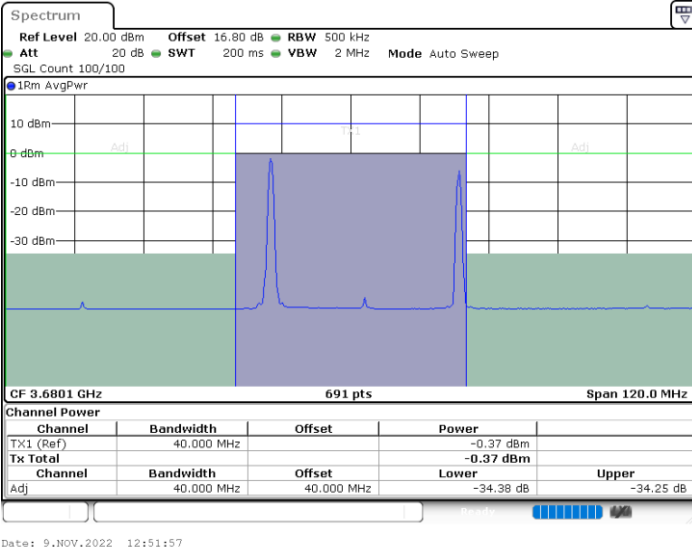 Spectrum
Ref Level 20.00 dBm Offset 16.80 dB RBW 500 kHz
Att 20 dB SWT 200 ms VBW 2 MHz Mode Auto Sweep
SGL Count 100/100
1Rm AvgPwr
10 dBm
TX1
Adj Adj
0 dBm
-10 dBm
-20 dBm
-30 dBm
CF 3.6801 GHz 691 pts Span 120.0 MHz
Channel Power
Channel Bandwidth Offset Power
TX1 (Ref) 40.000 MHz -0.37 dBm
Tx Total -0.37 dBm
Channel Bandwidth Offset Lower Upper
Adj 40.000 MHz 40.000 MHz -34.38 dB -34.25 dB
Ready
Date: 9.NOV.2022 12:51:57